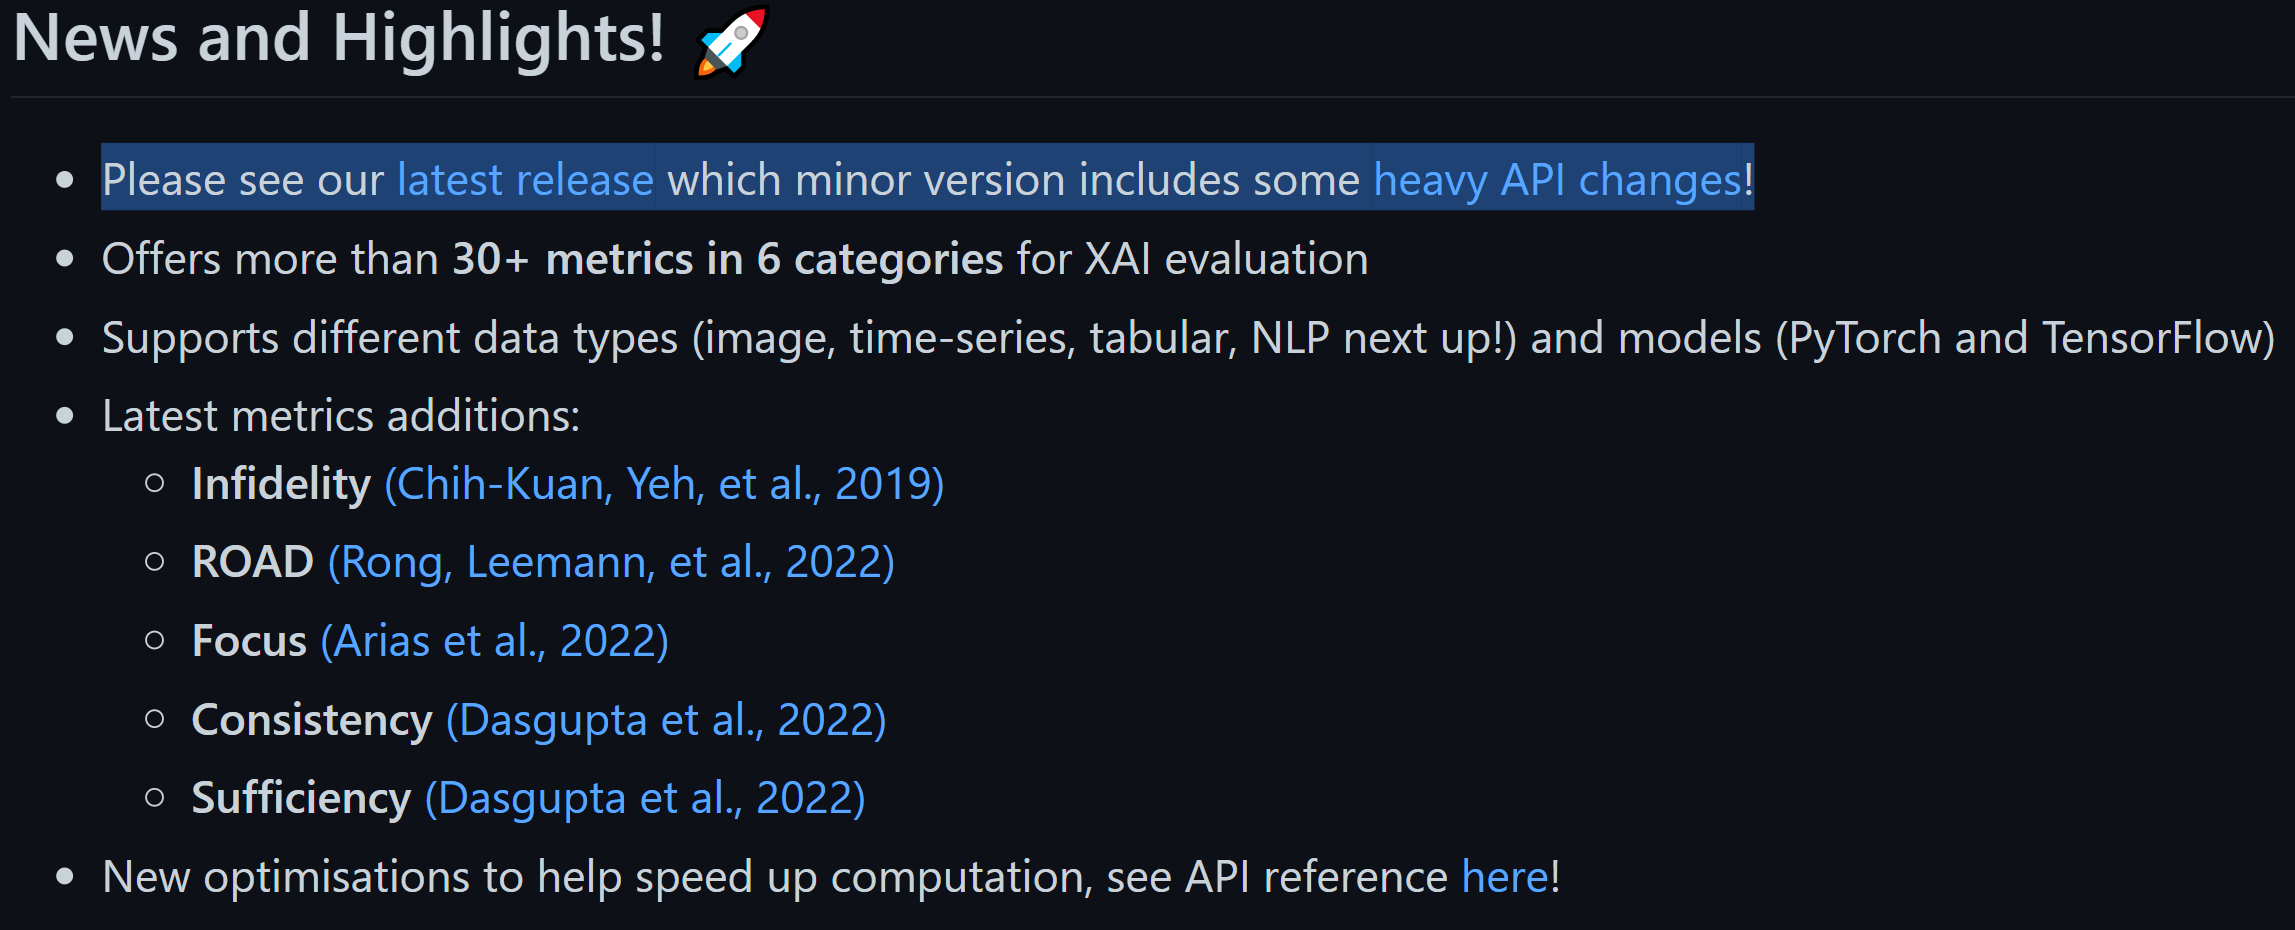 News and Highlights! 🚀
Please see our latest release which minor version includes some heavy API changes!
Offers more than 30+ metrics in 6 categories for XAI evaluation
Supports different data types (image, time-series, tabular, NLP next up!) and models (PyTorch and TensorFlow)
Latest metrics additions:
Infidelity (Chih-Kuan, Yeh, et al., 2019)
ROAD (Rong, Leemann, et al., 2022)
Focus (Arias et al., 2022)
Consistency (Dasgupta et al., 2022)
Sufficiency (Dasgupta et al., 2022)
New optimisations to help speed up computation, see API reference here!